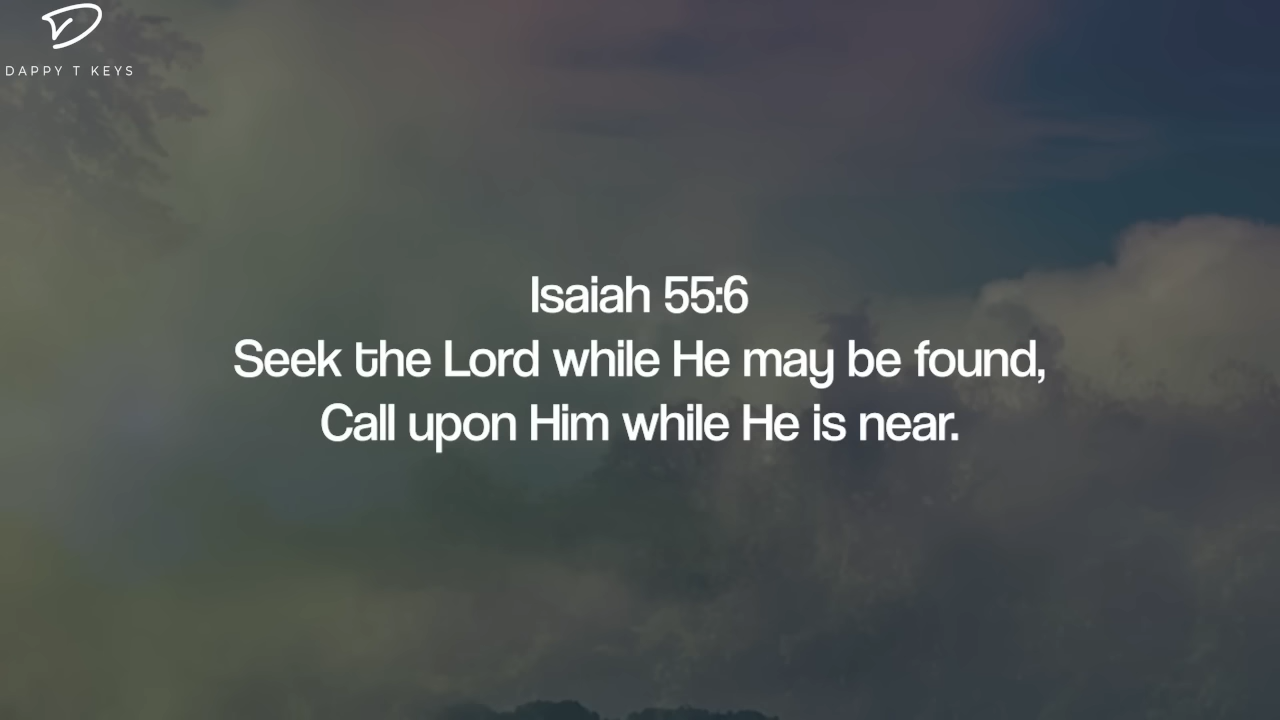 DAPPY T KEYS
Isaiah 55:6
Seek the Lord while He may be found,
Call upon Him while He is near.